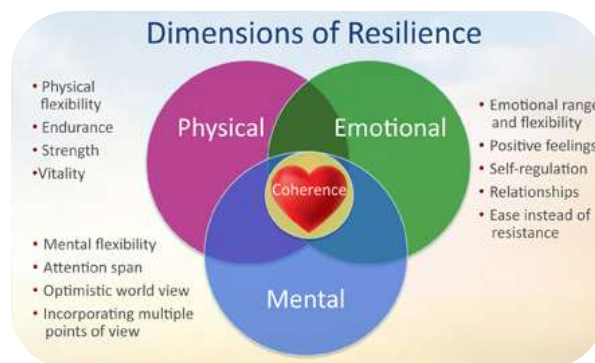 Dimensions of Resilience
• Physical
flexibility
• Endurance
• Strength
•Vitality
Physical
Emotional
• Emotional range
and flexibility
• Positive feelings
• Self-regulation
• Relationships
• Ease instead of
resistance
Coherence
• Mental flexibility
• Attention span
• Optimistic world view
• Incorporating multiple
points of view
Mental